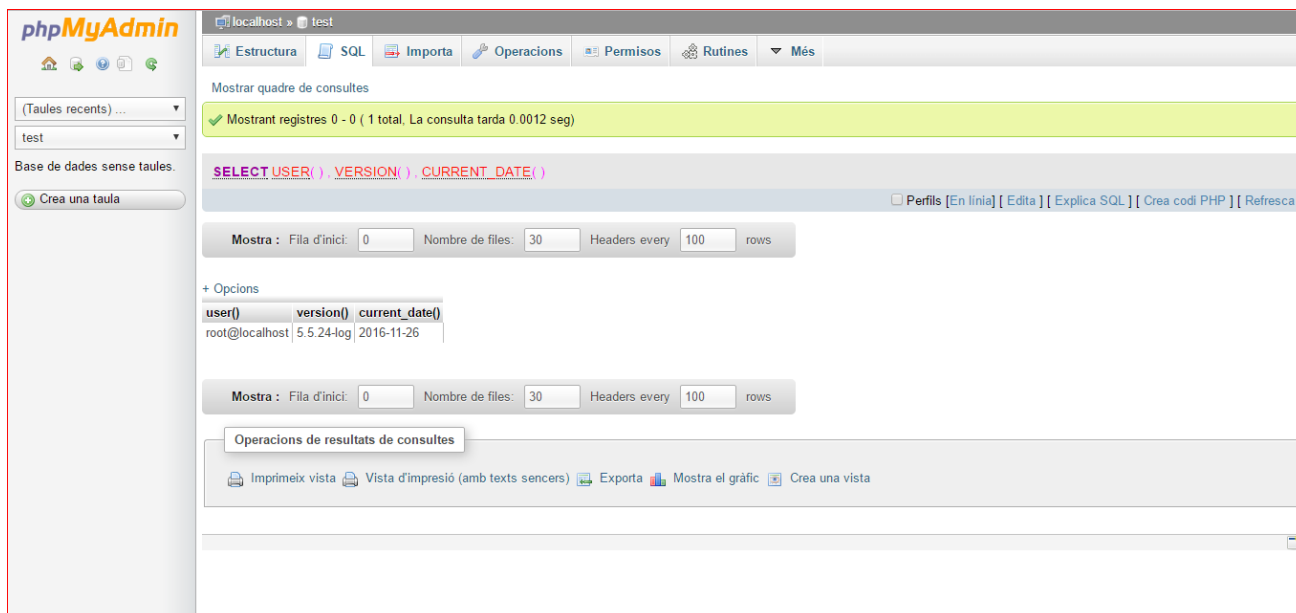 phpMyAdmin
(Taules recents) ...
test
Base de dades sense taules.
Crea una taula
localhost » test
Estructura SQL Importa Operacions Permisos Rutines Més
Mostrar quadre de consultes
Mostrant registres 0 - 0 ( 1 total, La consulta tarda 0.0012 seg)
SELECT USER( ) , VERSION( ) , CURRENT_DATE( )
Perfils [En línia] [ Edita ] [ Explica SQL ] [ Crea codi PHP ] [ Refresca
Mostra : Fila d'inici: 0 Nombre de files: 30 Headers every 100 rows
+ Opcions
user() version() current_date()
root@localhost 5.5.24-log 2016-11-26
Mostra : Fila d'inici: 0 Nombre de files: 30 Headers every 100 rows
Operacions de resultats de consultes
Imprimeix vista Vista d'impresió (amb texts sencers) Exporta Mostra el gràfic Crea una vista